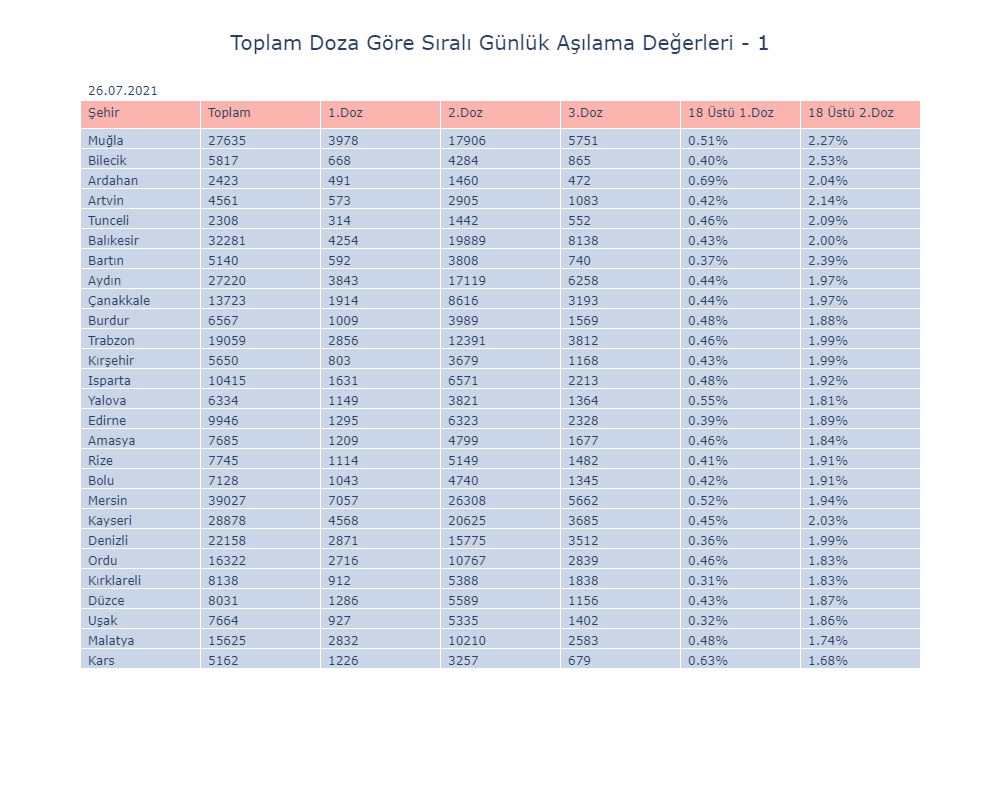 Toplam Doza Göre Sıralı Günlük Aşılama Değerleri - 1
26.07.2021
Şehir Toplam 1.Doz 2.Doz 3.Doz 18 Üstü 1.Doz 18 Üstü 2.Doz
Muğla 27635 3978 17906 5751 0.51% 2.27%
Bilecik 5817 668 4284 865 0.40% 2.53%
Ardahan 2423 491 1460 472 0.69% 2.04%
Artvin 4561 573 2905 1083 0.42% 2.14%
Tunceli 2308 314 1442 552 0.46% 2.09%
Balıkesir 32281 4254 19889 8138 0.43% 2.00%
Bartın 5140 592 3808 740 0.37% 2.39%
Aydın 27220 3843 17119 6258 0.44% 1.97%
Çanakkale 13723 1914 8616 3193 0.44% 1.97%
Burdur 6567 1009 3989 1569 0.48% 1.88%
Trabzon 19059 2856 12391 3812 0.46% 1.99%
Kırşehir 5650 803 3679 1168 0.43% 1.99%
Isparta 10415 1631 6571 2213 0.48% 1.92%
Yalova 6334 1149 3821 1364 0.55% 1.81%
Edirne 9946 1295 6323 2328 0.39% 1.89%
Amasya 7685 1209 4799 1677 0.46% 1.84%
Rize 7745 1114 5149 1482 0.41% 1.91%
Bolu 7128 1043 4740 1345 0.42% 1.91%
Mersin 39027 7057 26308 5662 0.52% 1.94%
Kayseri 28878 4568 20625 3685 0.45% 2.03%
Denizli 22158 2871 15775 3512 0.36% 1.99%
Ordu 16322 2716 10767 2839 0.46% 1.83%
Kırklareli 8138 912 5388 1838 0.31% 1.83%
Düzce 8031 1286 5589 1156 0.43% 1.87%
Uşak 7664 927 5335 1402 0.32% 1.86%
Malatya 15625 2832 10210 2583 0.48% 1.74%
Kars 5162 1226 3257 679 0.63% 1.68%